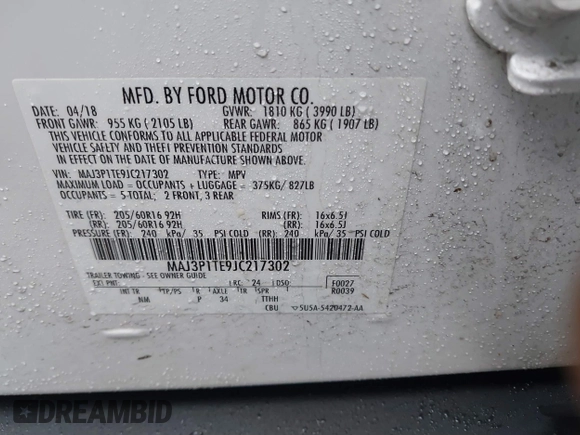 MFD. BY FORD MOTOR CO.
DATE: 04/18 GVWR: 1810 KG ( 3990 LB)
FRONT GAWR: 955 KG ( 2105 LB) REAR GAWR: 865 KG ( 1907 LB)
THIS VEHICLE CONFORMS TO ALL APPLICABLE FEDERAL MOTOR
VEHICLE SAFETY AND THEFT PREVENTION STANDARDS
IN EFFECT ON THE DATE OF MANUFACTURE SHOWN ABOVE.
VIN: MAJ3P1TE9JC217302 TYPE: MPV
MAXIMUM LOAD = OCCUPANTS + LUGGAGE = 375KG/ 827LB
OCCUPANTS = 5-TOTAL; 2 FRONT, 3 REAR
TIRE (FR): 205/60R16 92H RIMS (FR): 16x6.5J
(RR): 205/60R16 92H (RR): 16x6.5J
PRESSURE (FR): 240 kPa/ 35 PSI COLD (RR): 240 kPa/ 35 PSI COLD
MAJ3P1TE9JC217302
TRAILER TOWING - SEE OWNER GUIDE
EXT PNT: RC: 24 DSO: F0027
INT TR TP/PS R AXLE TR SPR R0039
NM P 34 TTHH
CBU 5U5A-5420472-AA
DREAMBID